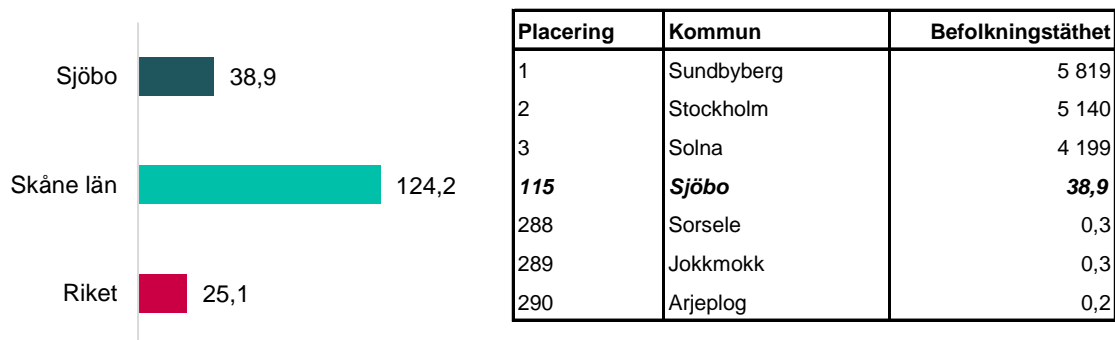 Sjöbo 38,9
Skåne län 124,2
Riket 25,1
Placering Kommun Befolkningstäthet
1 Sundbyberg 5 819
2 Stockholm 5 140
3 Solna 4 199
115 Sjöbo 38,9
288 Sorsele 0,3
289 Jokkmokk 0,3
290 Arjeplog 0,2